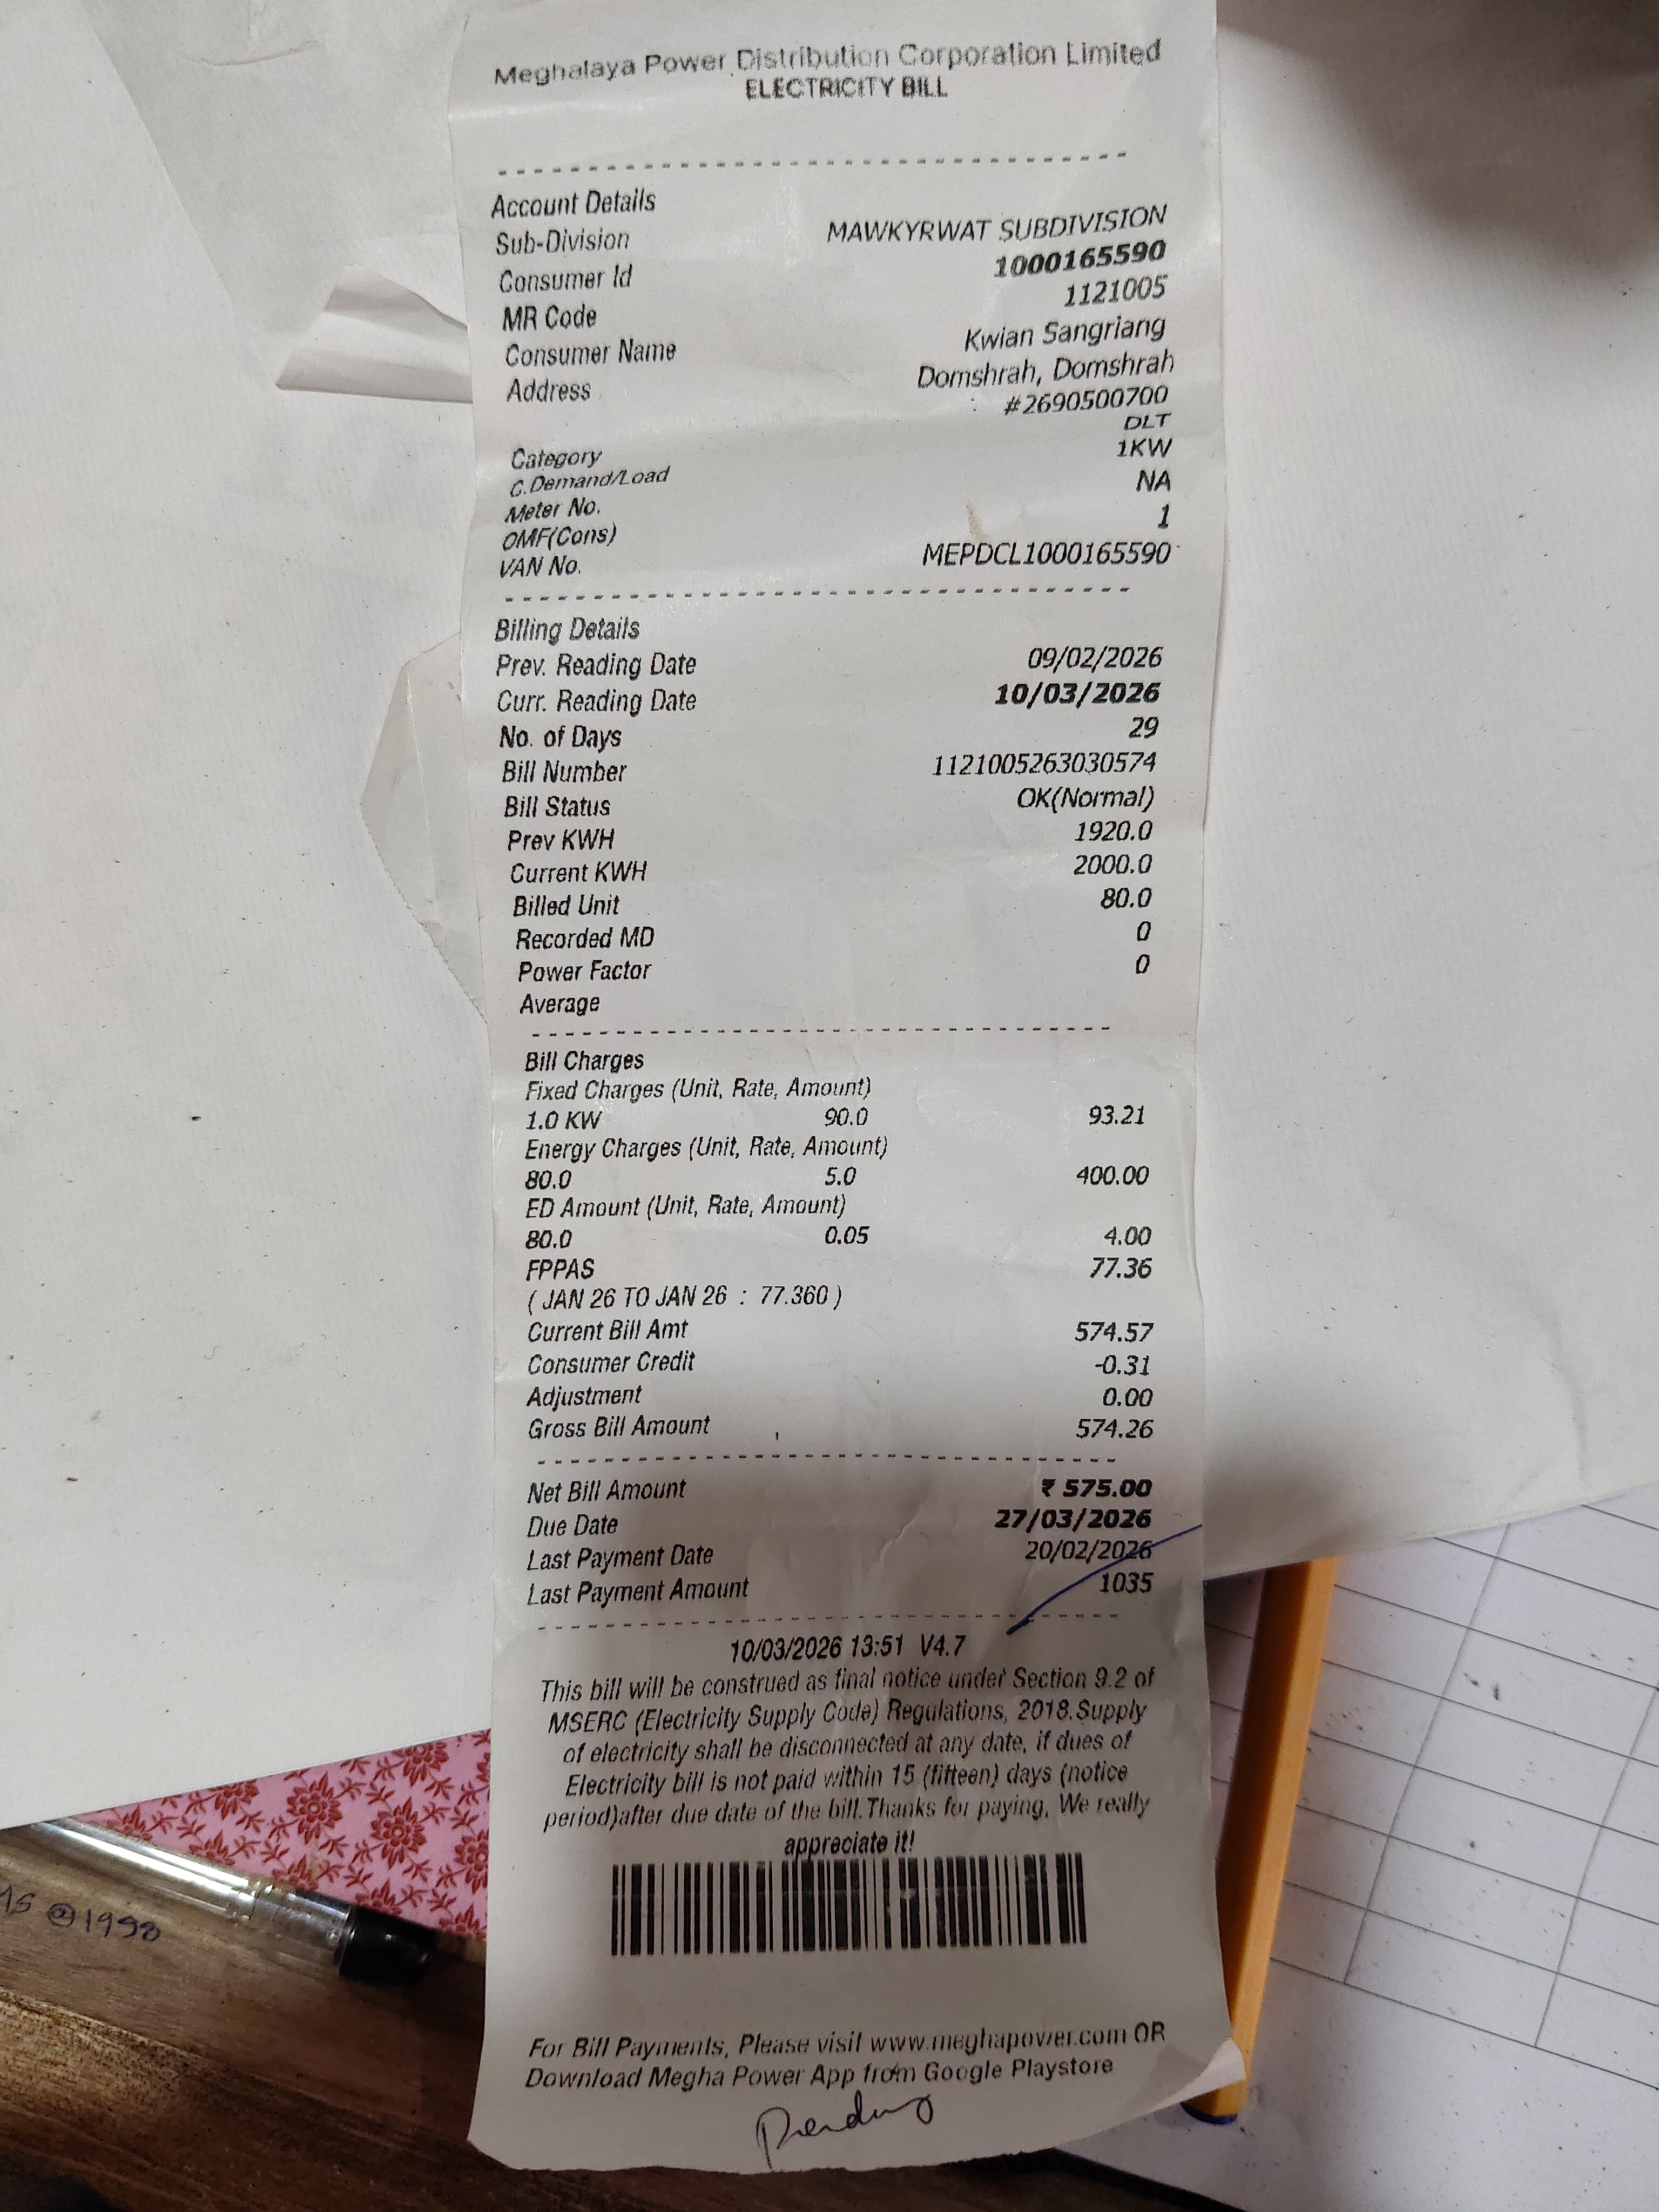 Meghalaya Power Distribution Corporation Limited
ELECTRICITY BILL
Account Details
Sub-Division MAWKYRWAT SUBDIVISION
Consumer Id 1000165590
MR Code 1121005
Consumer Name Kwian Sangriang
Address Domshrah, Domshrah
#2690500700
Category DLT
C.Demand/Load 1KW
Meter No. NA
OMF(Cons) 1
VAN No. MEPDCL1000165590
Billing Details
Prev. Reading Date 09/02/2026
Curr. Reading Date 10/03/2026
No. of Days 29
Bill Number 1121005263030574
Bill Status OK(Normal)
Prev KWH 1920.0
Current KWH 2000.0
Billed Unit 80.0
Recorded MD 0
Power Factor 0
Average
Bill Charges
Fixed Charges (Unit, Rate, Amount)
1.0 KW 90.0 93.21
Energy Charges (Unit, Rate, Amount)
80.0 5.0 400.00
ED Amount (Unit, Rate, Amount)
80.0 0.05 4.00
FPPAS 77.36
( JAN 26 TO JAN 26 : 77.360 )
Current Bill Amt 574.57
Consumer Credit -0.31
Adjustment 0.00
Gross Bill Amount 574.26
Net Bill Amount ₹ 575.00
Due Date 27/03/2026
Last Payment Date 20/02/2026
Last Payment Amount 1035
10/03/2026 13:51 V4.7
This bill will be construed as final notice under Section 9.2 of
MSERC (Electricity Supply Code) Regulations, 2018.Supply
of electricity shall be disconnected at any date, if dues of
Electricity bill is not paid within 15 (fifteen) days (notice
period)after due date of the bill.Thanks for paying, We really
appreciate it!
For Bill Payments, Please visit www.meghapower.com OR
Download Megha Power App from Google Playstore
Pending
@1998